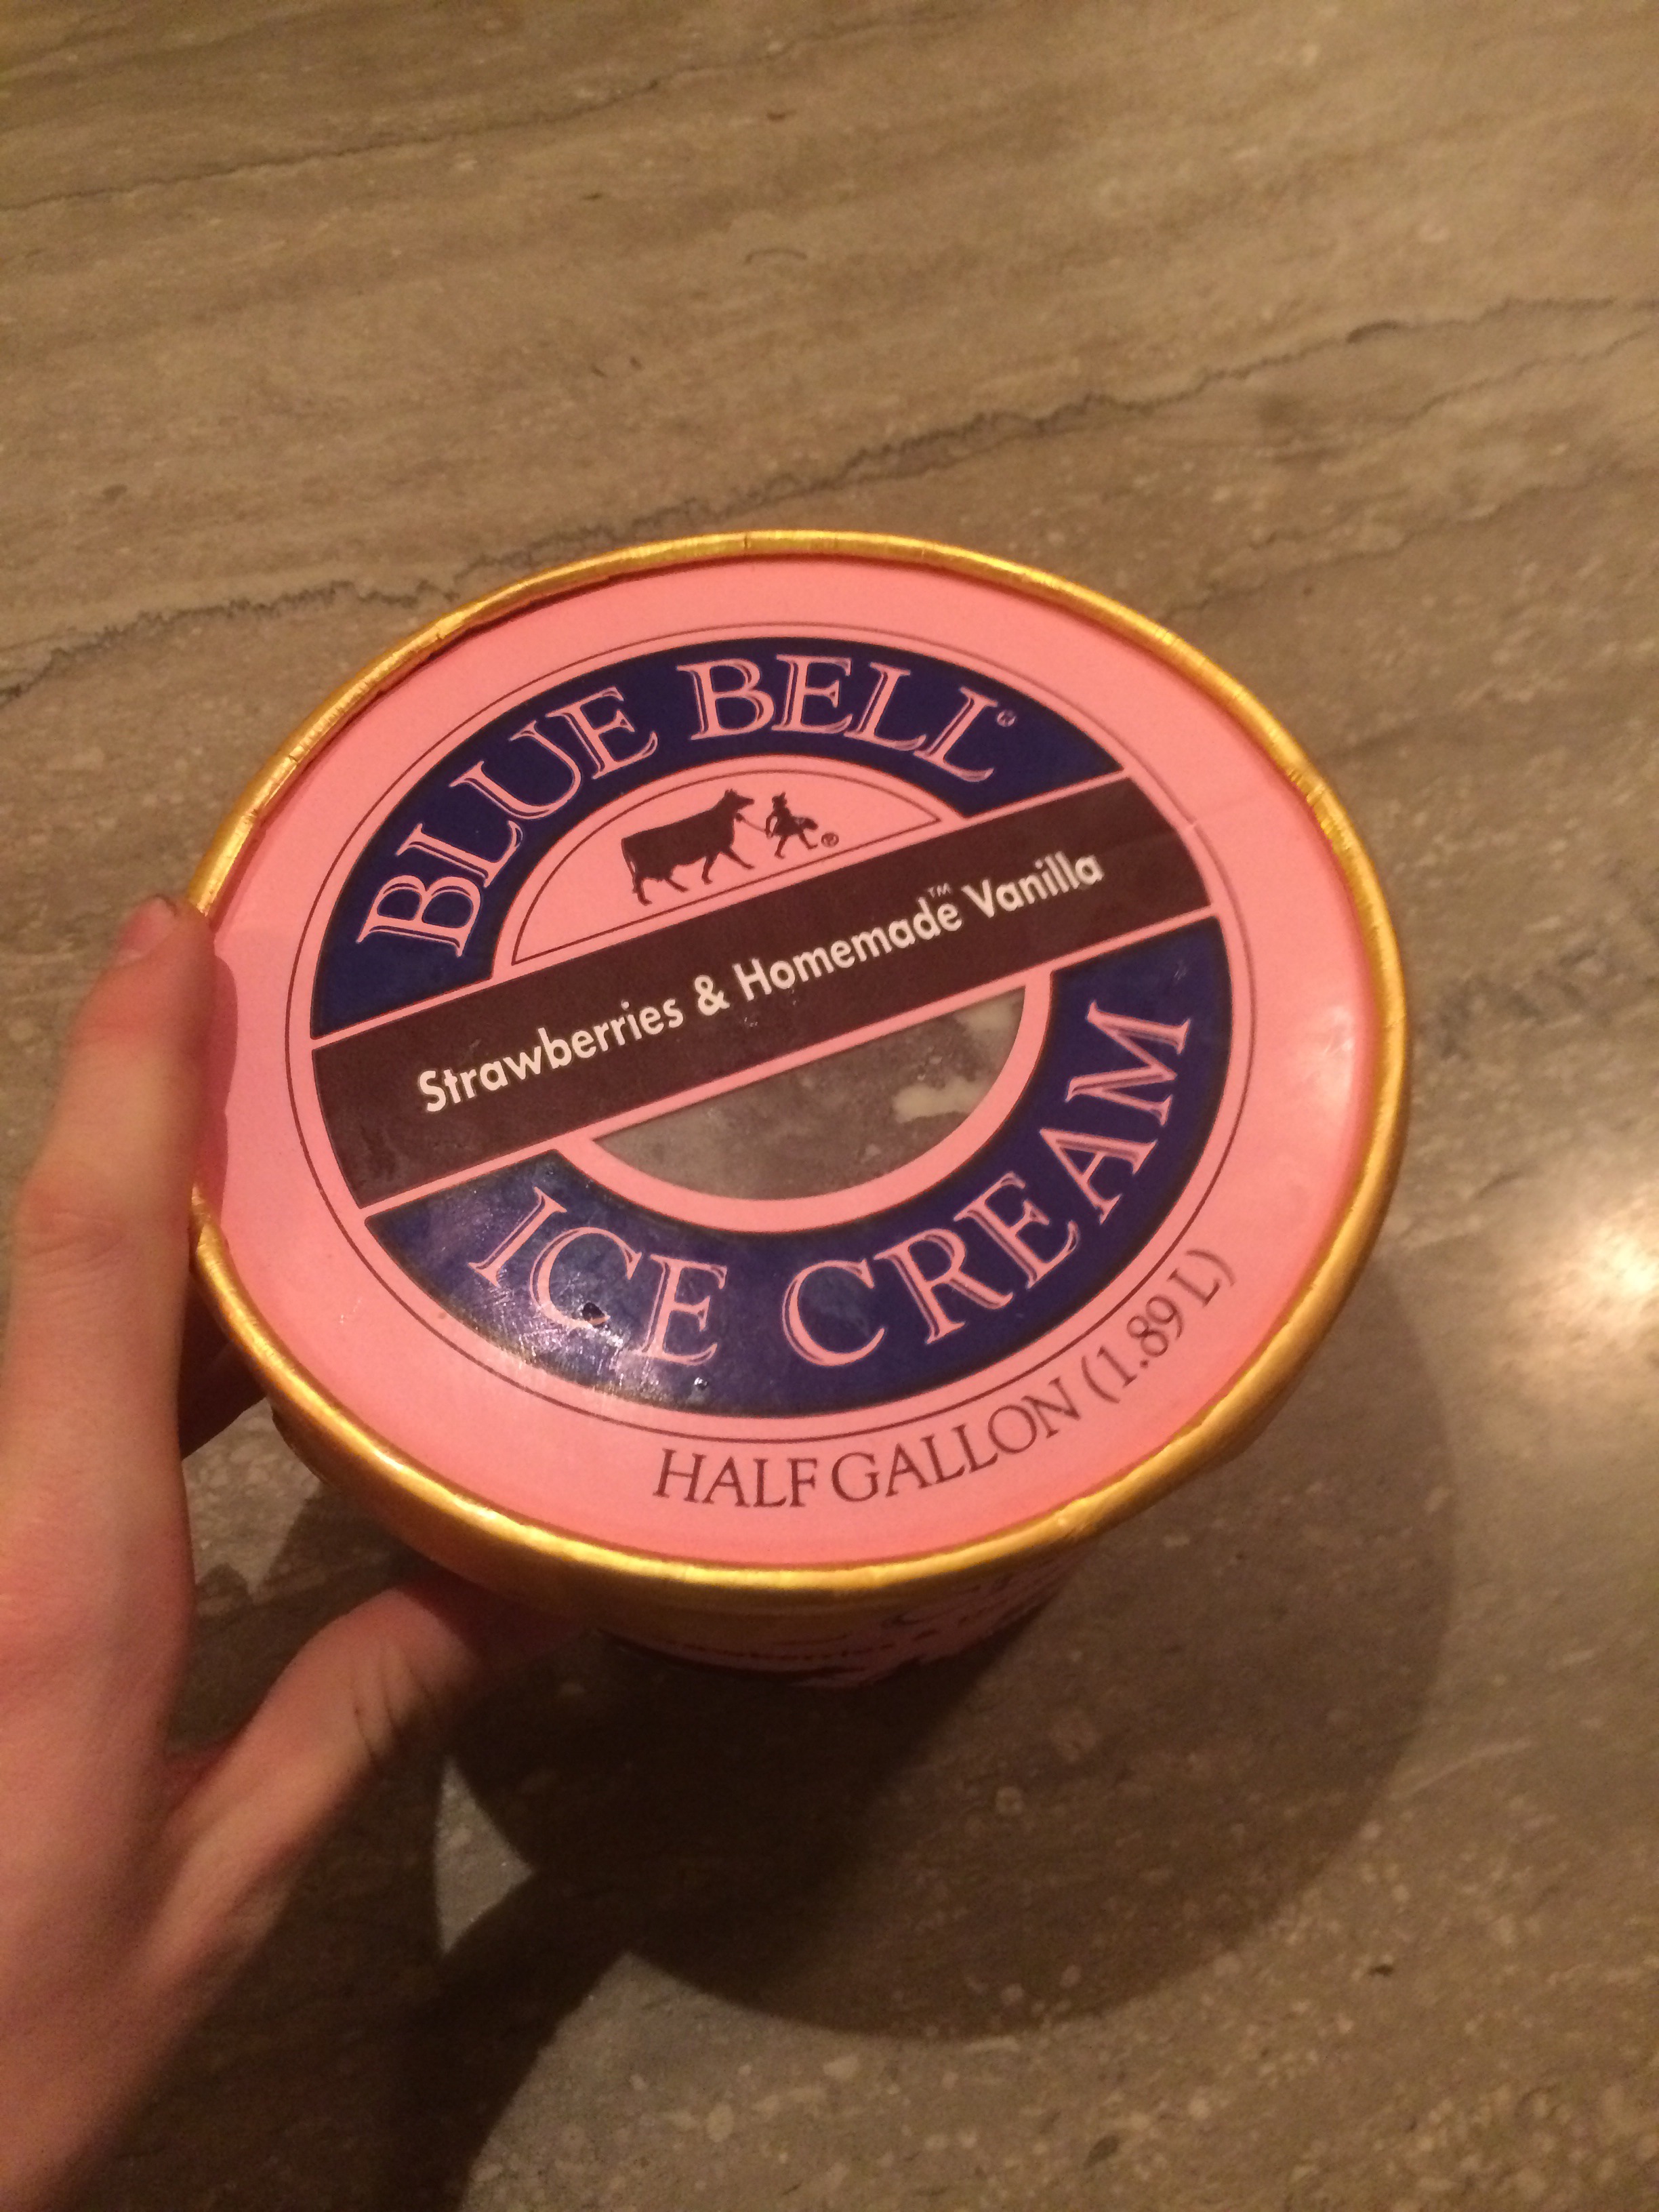 BLUE BELL®
®
Strawberries & Homemade™ Vanilla
ICE CREAM
HALF GALLON (1.89 L)